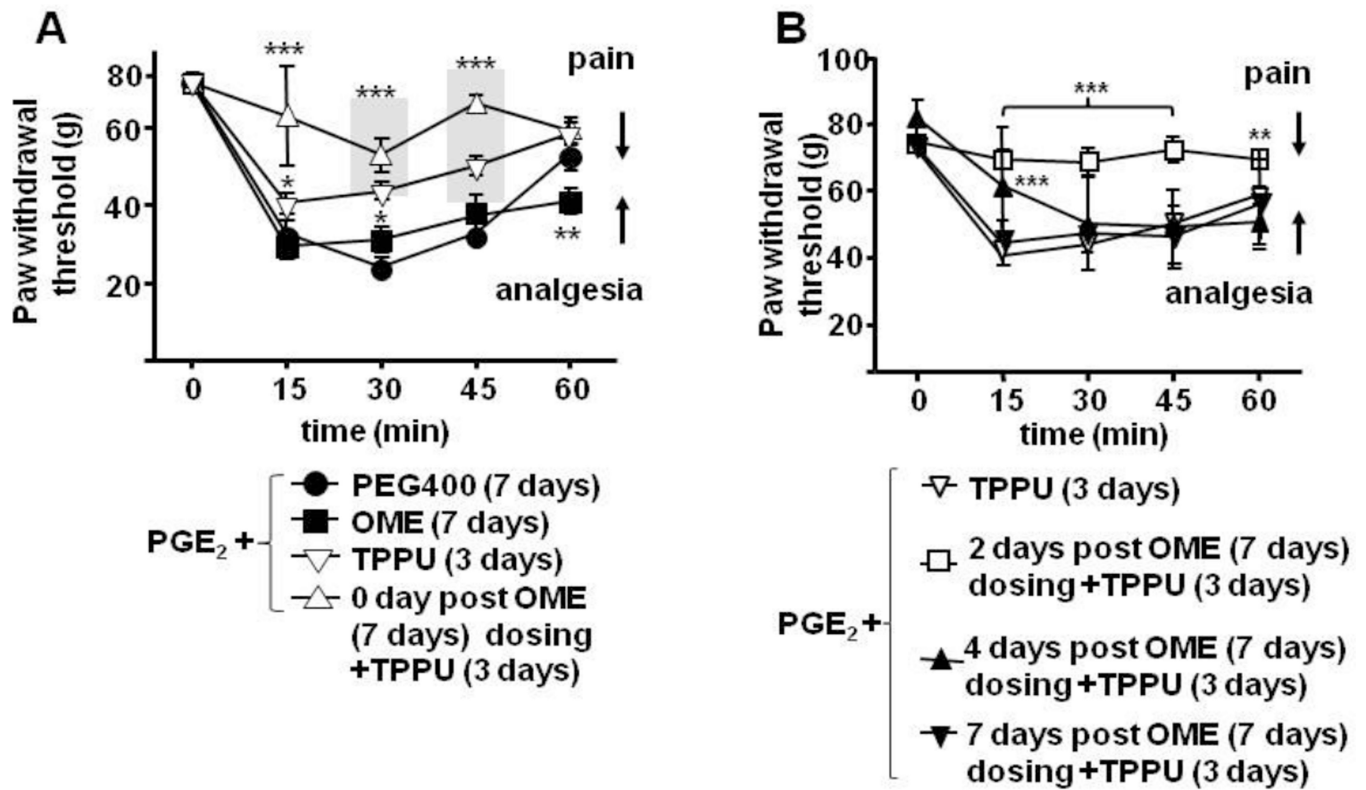 A
Paw withdrawal
threshold (g)
80
60
40
20
***
***
***
*
*
**
pain
analgesia
0 15 30 45 60
time (min)
PGE2 +
PEG400 (7 days)
OME (7 days)
TPPU (3 days)
0 day post OME
(7 days) dosing
+TPPU (3 days)
B
Paw withdrawal
threshold (g)
100
80
60
40
20
***
***
**
pain
analgesia
0 15 30 45 60
time (min)
PGE2 +
TPPU (3 days)
2 days post OME (7 days)
dosing +TPPU (3 days)
4 days post OME (7 days)
dosing +TPPU (3 days)
7 days post OME (7 days)
dosing +TPPU (3 days)